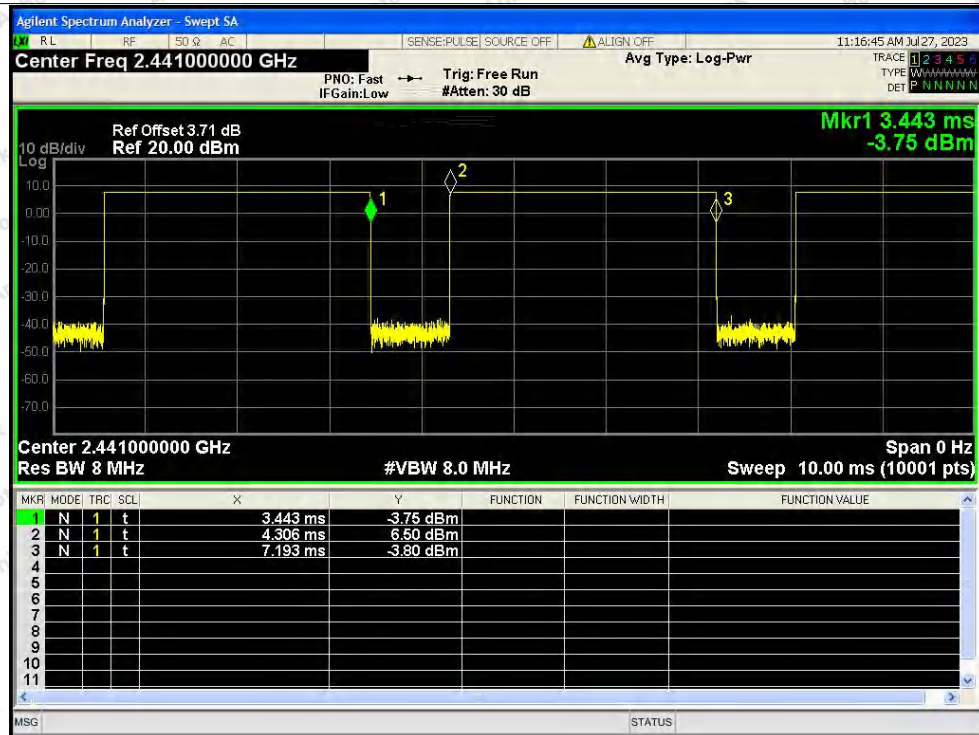 Agilent Spectrum Analyzer - Swept SA
LXI RL RF 50 Ω AC SENSE:PULSE SOURCE OFF ALIGN OFF 11:16:45 AM Jul 27, 2023
Center Freq 2.441000000 GHz
PNO: Fast
IFGain:Low
Trig: Free Run
#Atten: 30 dB
Avg Type: Log-Pwr
TRACE 1 2 3 4 5 6
TYPE WWWWWW
DET P N N N N N
Mkr1 3.443 ms
-3.75 dBm
Ref Offset 3.71 dB
10 dB/div Ref 20.00 dBm
Log
10.0
0.00
-10.0
-20.0
-30.0
-40.0
-50.0
-60.0
-70.0
1
2
3
Center 2.441000000 GHz Span 0 Hz
Res BW 8 MHz #VBW 8.0 MHz Sweep 10.00 ms (10001 pts)
MKR MODE TRC SCL X Y FUNCTION FUNCTION WIDTH FUNCTION VALUE
1 N 1 t 3.443 ms -3.75 dBm
2 N 1 t 4.306 ms 6.50 dBm
3 N 1 t 7.193 ms -3.80 dBm
4
5
6
7
8
9
10
11
MSG STATUS